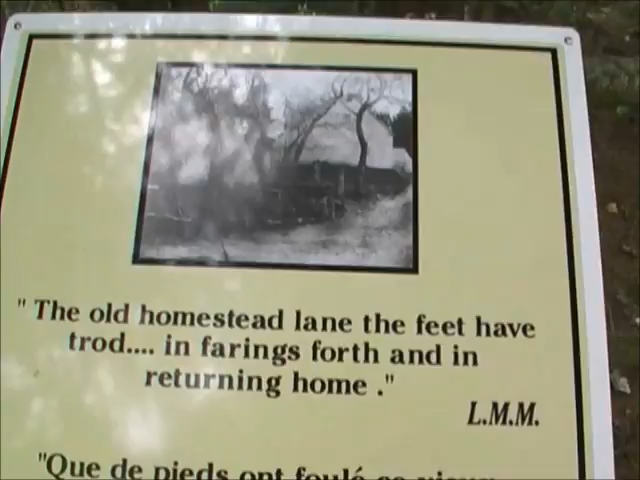 " The old homestead lane the feet have
trod.... in farings forth and in
returning home ."
L.M.M.
"Que de pieds ont foulé ce vieux